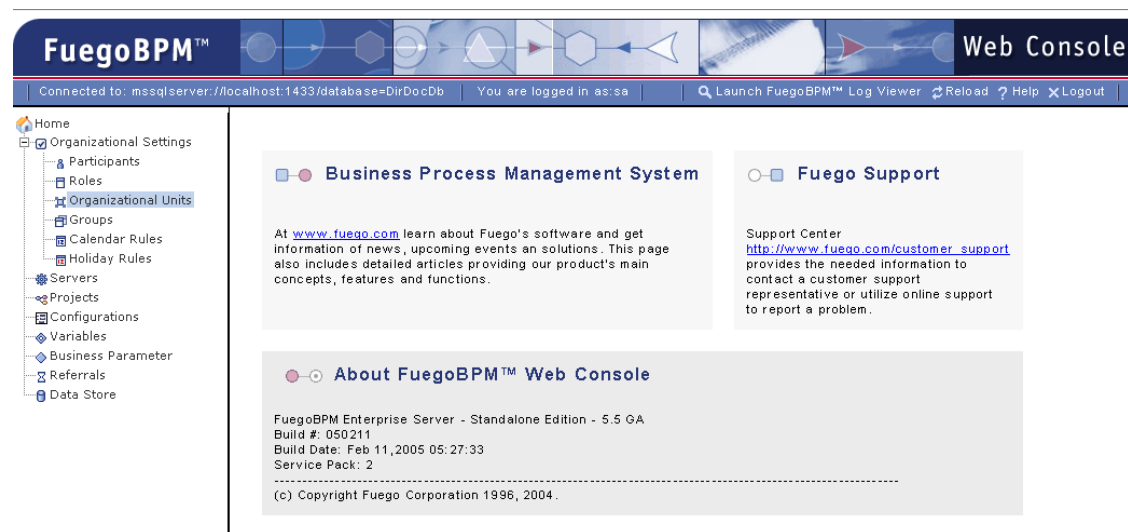 FuegoBPM™
Web Console
Connected to: mssqlserver://localhost:1433/database=DirDocDb
You are logged in as:sa
Launch FuegoBPM™ Log Viewer
Reload
? Help
Logout
Home
Organizational Settings
Participants
Roles
Organizational Units
Groups
Calendar Rules
Holiday Rules
Servers
Projects
Configurations
Variables
Business Parameter
Referrals
Data Store
Business Process Management System
At www.fuego.com learn about Fuego's software and get
information of news, upcoming events an solutions. This page
also includes detailed articles providing our product's main
concepts, features and functions.
Fuego Support
Support Center
http://www.fuego.com/customer_support
provides the needed information to
contact a customer support
representative or utilize online support
to report a problem.
About FuegoBPM™ Web Console
FuegoBPM Enterprise Server - Standalone Edition - 5.5 GA
Build #: 050211
Build Date: Feb 11,2005 05:27:33
Service Pack: 2
(c) Copyright Fuego Corporation 1996, 2004.